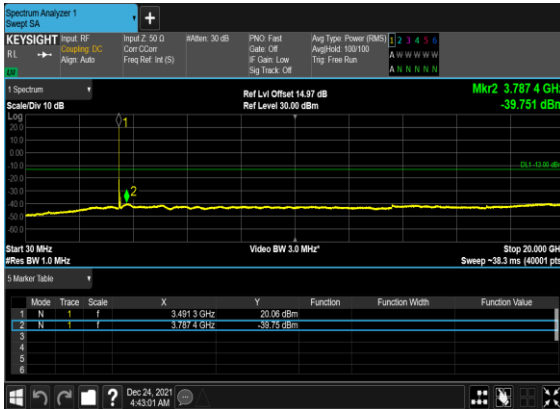 Spectrum Analyzer 1
Swept SA
+
KEYSIGHT Input: RF Input Z: 50 Ω #Atten: 30 dB PNO: Fast Avg Type: Power (RMS) 1 2 3 4 5 6
RL Coupling: DC Corr CCorr Gate: Off Avg|Hold: 100/100 A W W W W W
Align: Auto Freq Ref: Int (S) IF Gain: Low Trig: Free Run
Sig Track: Off A N N N N N
1 Spectrum
Mkr2 3.787 4 GHz
Scale/Div 10 dB Ref Lvl Offset 14.97 dB
Ref Level 30.00 dBm -39.751 dBm
Log
20.0
10.0
0.00
-10.0
-20.0
-30.0
-40.0
-50.0
-60.0
1
2
DL1 -13.00 dBm
Start 30 MHz Video BW 3.0 MHz* Stop 20.000 GHz
#Res BW 1.0 MHz Sweep ~38.3 ms (40001 pts)
5 Marker Table
Mode Trace Scale X Y Function Function Width Function Value
1 N 1 f 3.491 3 GHz 20.06 dBm
2 N 1 f 3.787 4 GHz -39.75 dBm
3
4
5
6
? Dec 24, 2021
4:43:01 AM